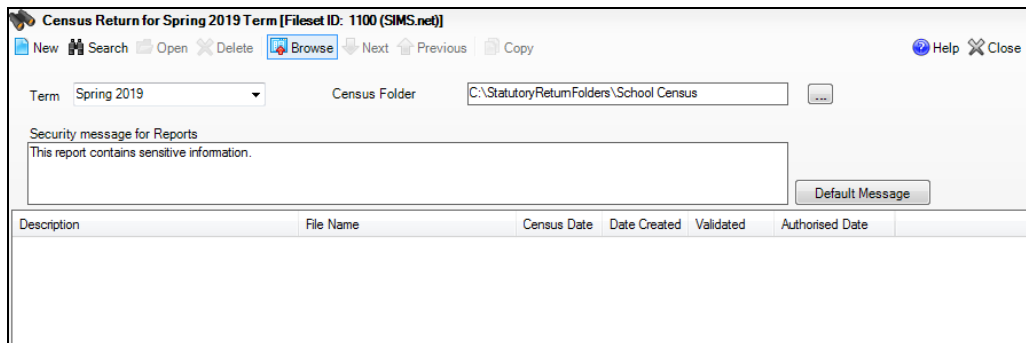 Census Return for Spring 2019 Term [Fileset ID: 1100 (SIMS.net)]
New Search Open Delete Browse Next Previous Copy Help Close
Term Spring 2019 Census Folder C:\StatutoryReturnFolders\School Census ...
Security message for Reports
This report contains sensitive information.
Default Message
Description File Name Census Date Date Created Validated Authorised Date